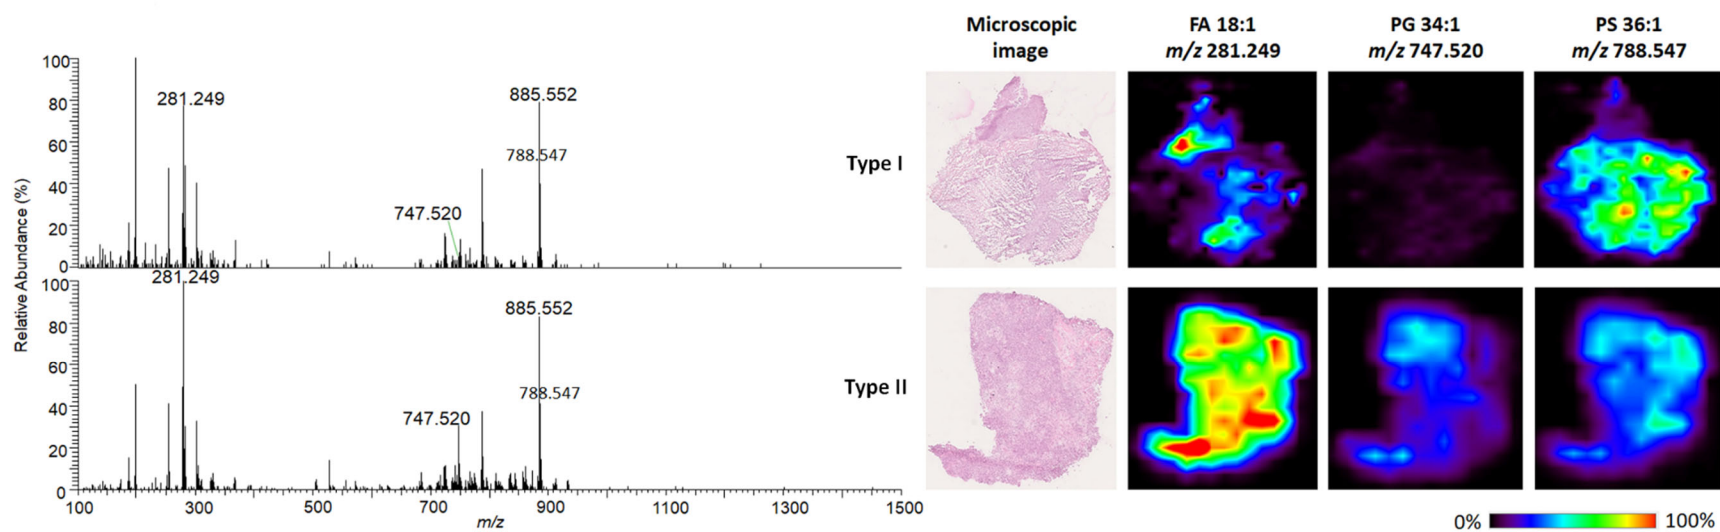 Microscopic image
FA 18:1
m/z 281.249
PG 34:1
m/z 747.520
PS 36:1
m/z 788.547
Relative Abundance (%)
100
80
60
40
20
0
281.249
885.552
788.547
747.520
Type I
100
80
60
40
20
0
281.249
885.552
788.547
747.520
Type II
100
300
500
700
900
1100
1300
1500
m/z
0%
100%